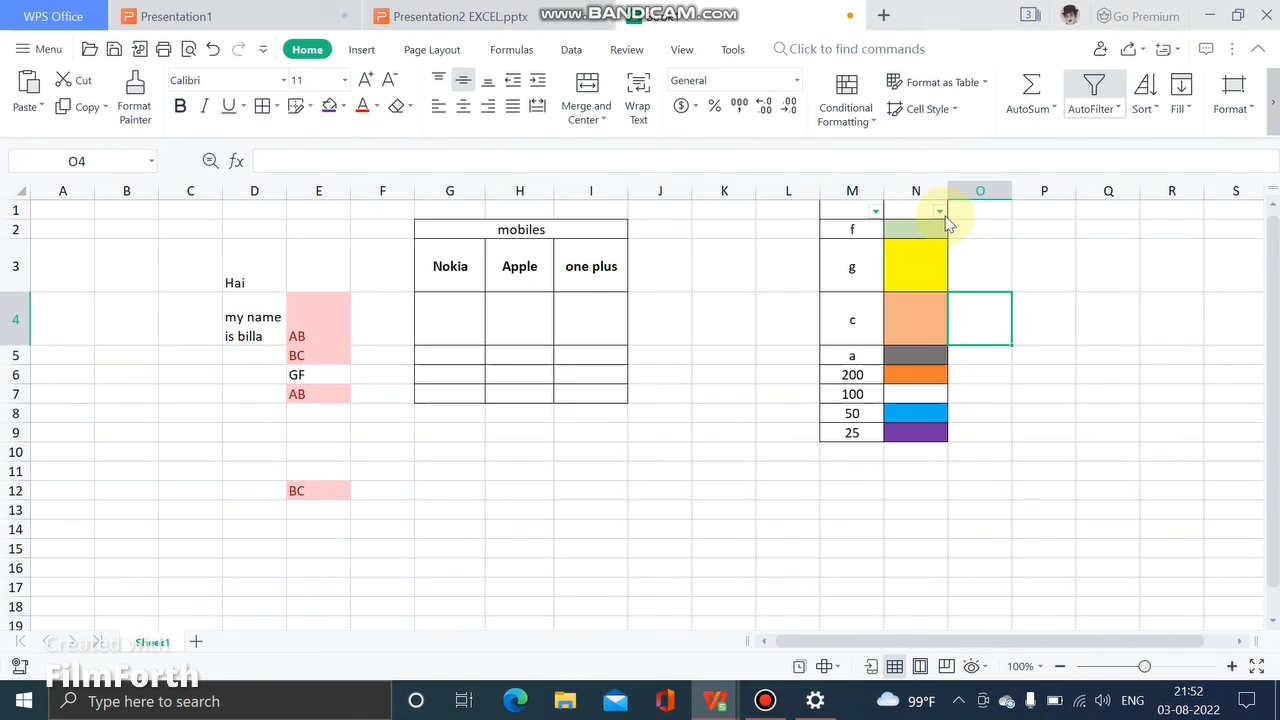 WPS Office Presentation1 Presentation2 EXCEL.pptx 3 Go Premium
www.BANDICAM.com
Menu Home Insert Page Layout Formulas Data Review View Tools Click to find commands
Paste Cut Copy Format Painter Calibri 11 A+ A- B I U A Merge and Center Wrap Text General $ % 000 Conditional Formatting Format as Table Cell Style AutoSum AutoFilter Sort Fill Format
O4 fx
A B C D E F G H I J K L M N O P Q R S
1
2 mobiles f
3 Hai Nokia Apple one plus g
4 my name is billa AB c
5 BC a
6 GF 200
7 AB 100
8 50
9 25
10
11
12 BC
13
14
15
16
17
18
19
Sheet1
Created with
FilmForth
100%
Type here to search 99°F ENG 21:52
03-08-2022